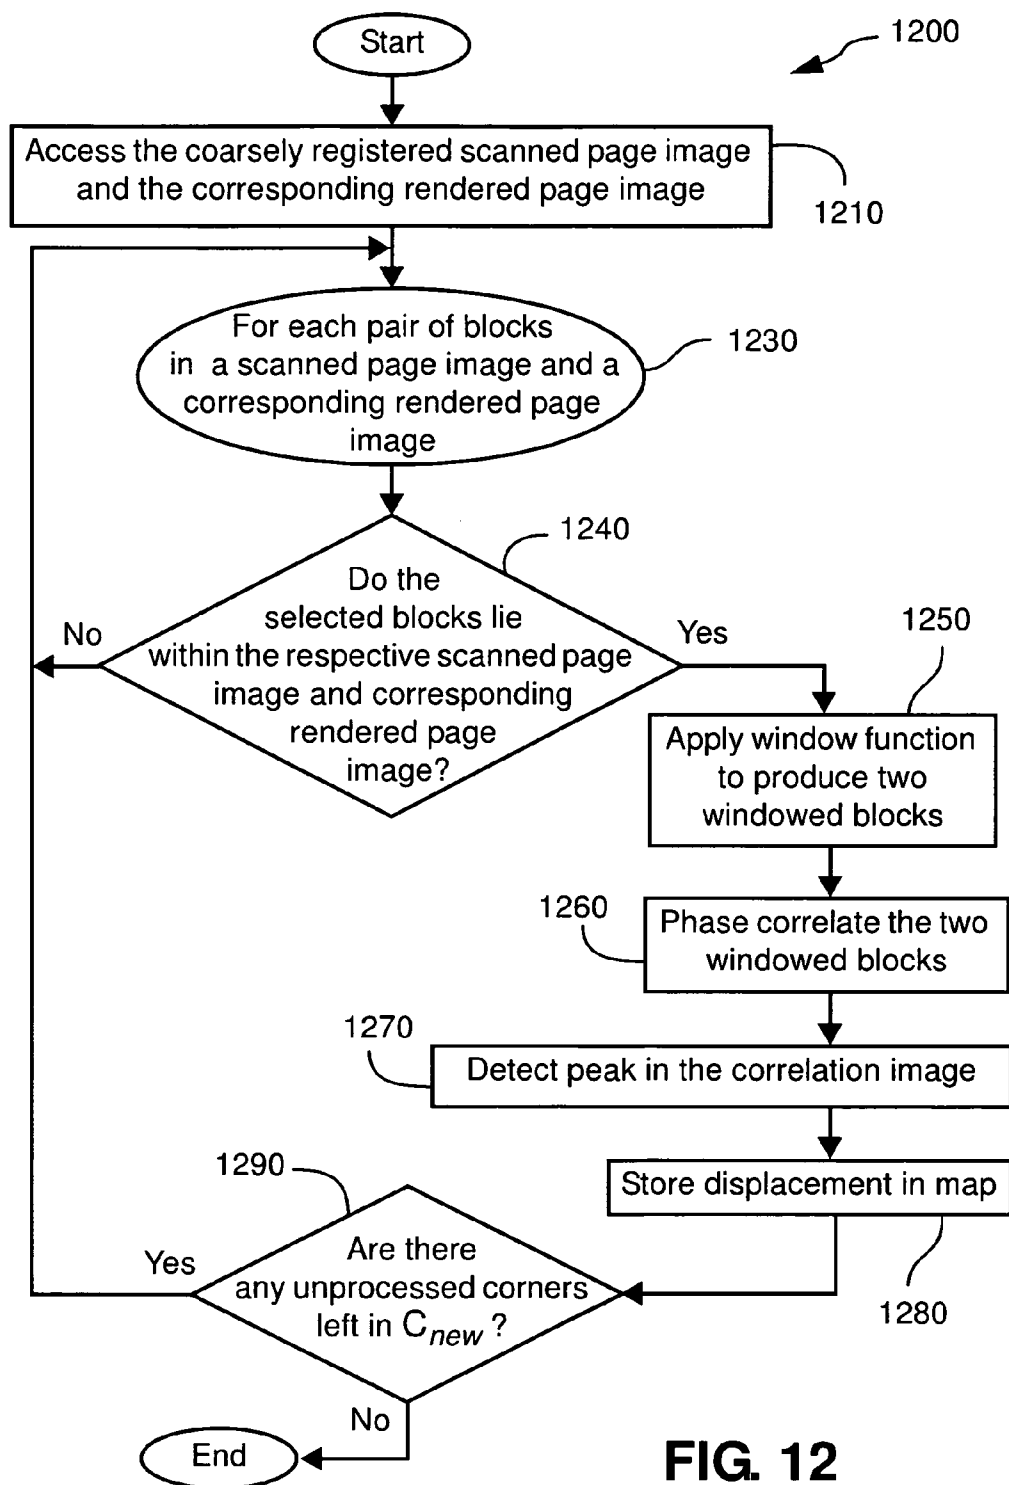 Start
1200
Access the coarsely registered scanned page image
and the corresponding rendered page image
1210
For each pair of blocks
in a scanned page image and a
corresponding rendered page
image
1230
1240
Do the
selected blocks lie
within the respective scanned page
image and corresponding
rendered page
image?
No
Yes
1250
Apply window function
to produce two
windowed blocks
1260
Phase correlate the two
windowed blocks
1270
Detect peak in the correlation image
Store displacement in map
1280
1290
Are there
any unprocessed corners
left in Cnew ?
Yes
No
End
FIG. 12